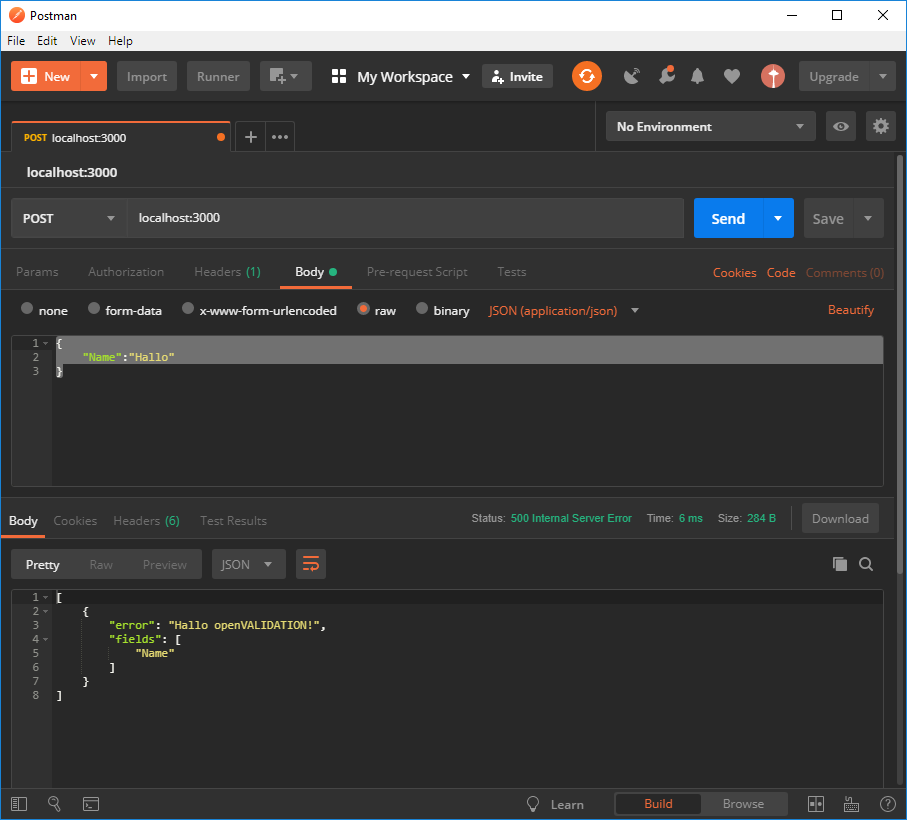 Postman
File Edit View Help
New Import Runner My Workspace Invite Upgrade
POST localhost:3000 No Environment
localhost:3000
POST localhost:3000 Send Save
Params Authorization Headers (1) Body Pre-request Script Tests Cookies Code Comments (0)
none form-data x-www-form-urlencoded raw binary JSON (application/json) Beautify
1 {
2 "Name":"Hallo"
3 }
Body Cookies Headers (6) Test Results Status: 500 Internal Server Error Time: 6 ms Size: 284 B Download
Pretty Raw Preview JSON
1 [
2 {
3 "error": "Hallo openVALIDATION!",
4 "fields": [
5 "Name"
6 ]
7 }
8 ]
Learn Build Browse